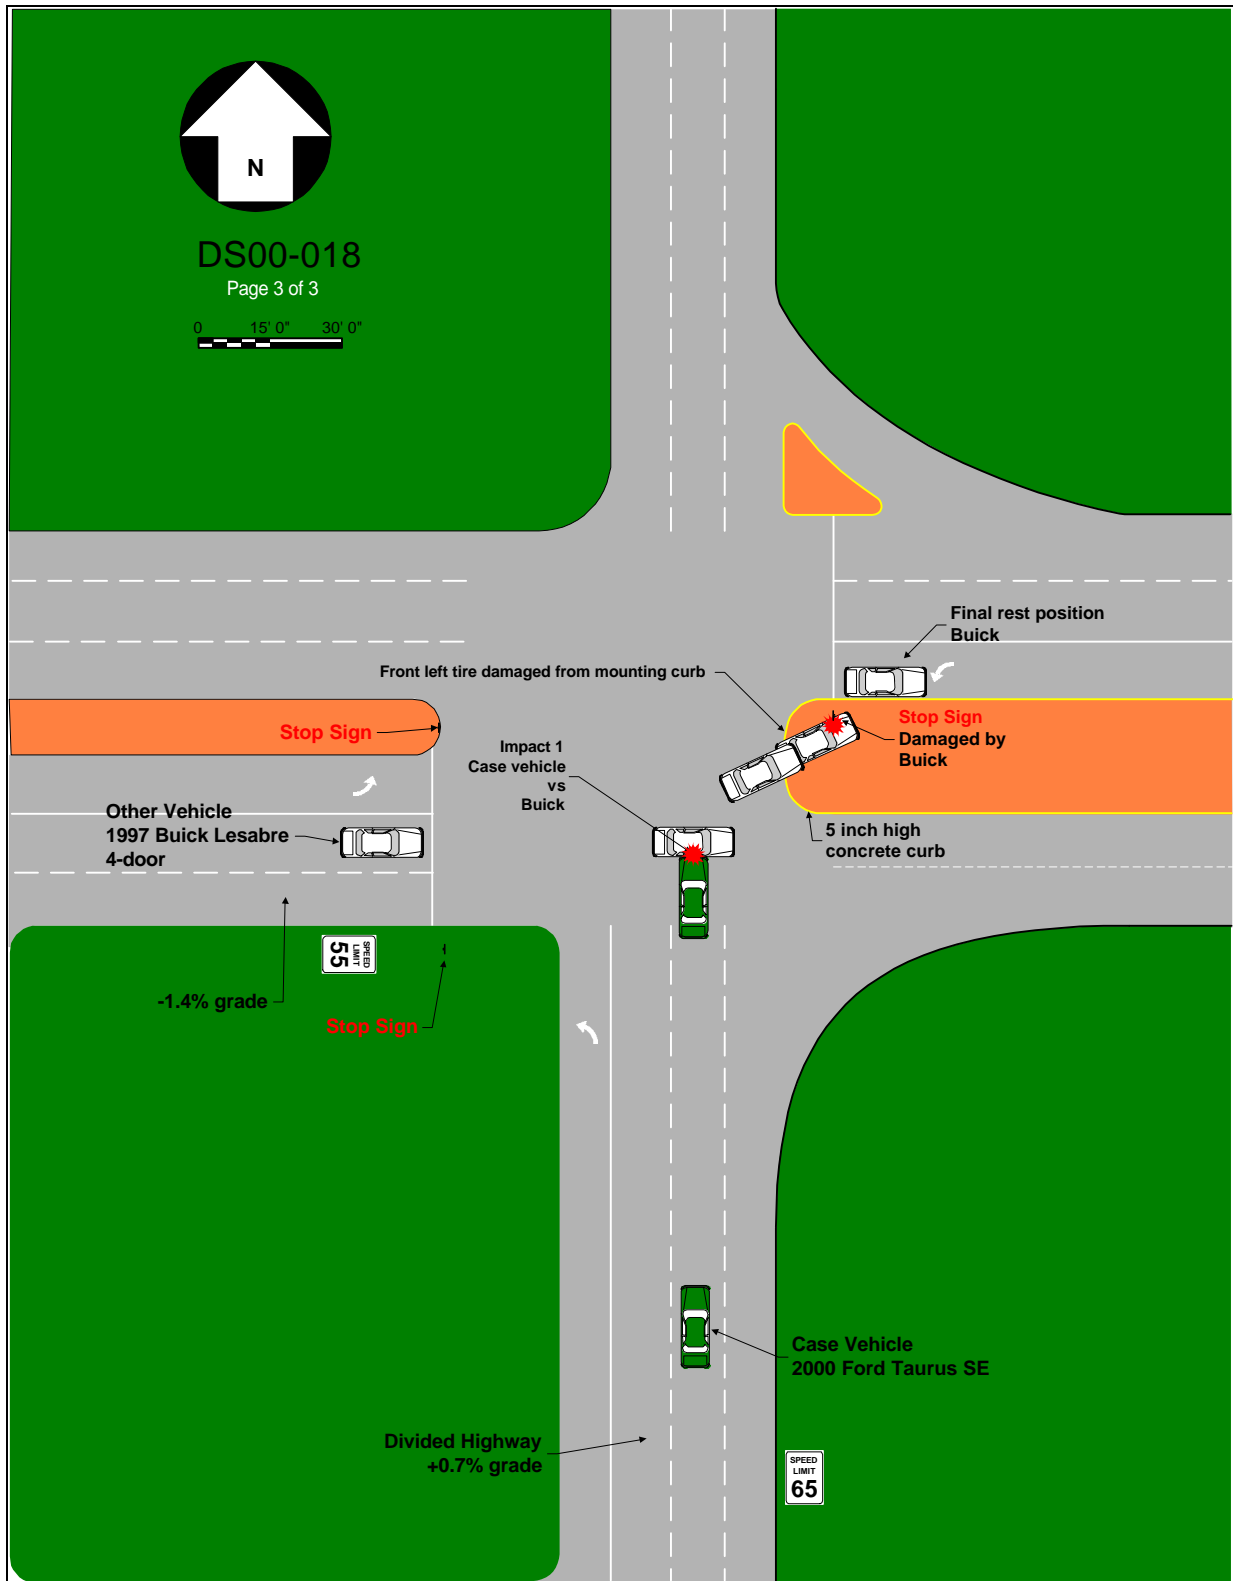 N
DS00-018
Page 3 of 3
0 15' 0" 30' 0"
Final rest position
Buick
Front left tire damaged from mounting curb
Stop Sign
Stop Sign
Damaged by
Buick
Impact 1
Case vehicle
vs
Buick
Other Vehicle
1997 Buick Lesabre
4-door
5 inch high
concrete curb
SPEED
LIMIT
55
-1.4% grade
Stop Sign
Case Vehicle
2000 Ford Taurus SE
Divided Highway
+0.7% grade
SPEED
LIMIT
65